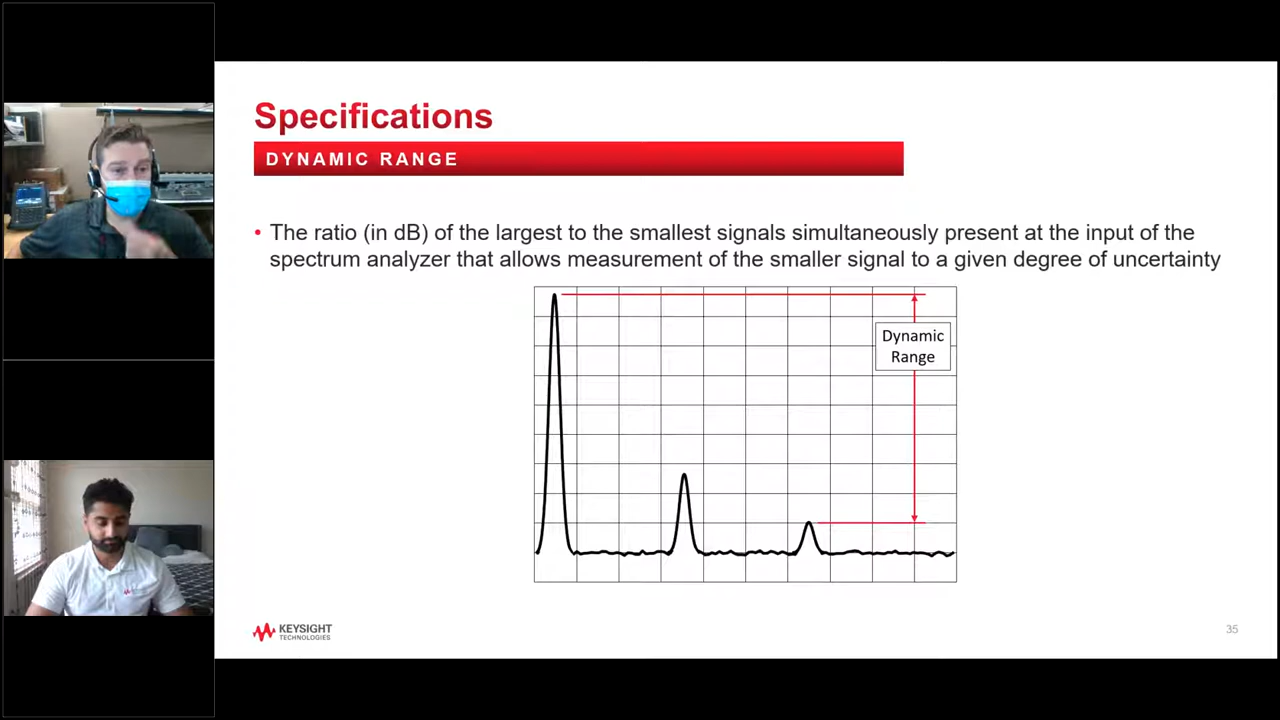 Specifications
DYNAMIC RANGE
• The ratio (in dB) of the largest to the smallest signals simultaneously present at the input of the
spectrum analyzer that allows measurement of the smaller signal to a given degree of uncertainty
Dynamic
Range
KEYSIGHT
TECHNOLOGIES
35